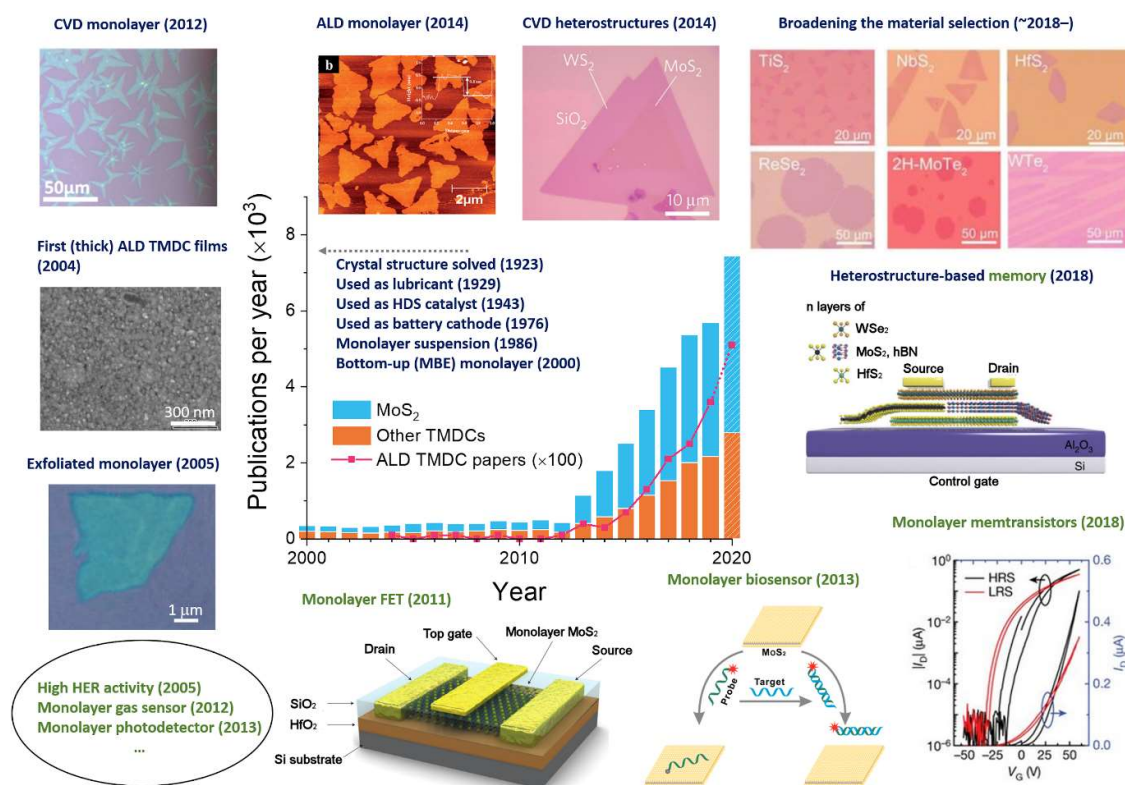 CVD monolayer (2012)
50µm
ALD monolayer (2014)
b
2µm
CVD heterostructures (2014)
WS₂
MoS₂
SiO₂
10 µm
Broadening the material selection (~2018–)
TiS₂
20 µm
NbS₂
20 µm
HfS₂
20 µm
ReSe₂
50 µm
2H-MoTe₂
50 µm
WTe₂
50 µm
First (thick) ALD TMDC films
(2004)
300 nm
Exfoliated monolayer (2005)
1 µm
High HER activity (2005)
Monolayer gas sensor (2012)
Monolayer photodetector (2013)
...
Publications per year (×10³)
8
6
4
2
0
Crystal structure solved (1923)
Used as lubricant (1929)
Used as HDS catalyst (1943)
Used as battery cathode (1976)
Monolayer suspension (1986)
Bottom-up (MBE) monolayer (2000)
MoS₂
Other TMDCs
ALD TMDC papers (×100)
2000
2010
2020
Year
Heterostructure-based memory (2018)
n layers of
WSe₂
MoS₂, hBN
HfS₂
Source
Drain
Al₂O₃
Si
Control gate
Monolayer FET (2011)
Top gate
Monolayer MoS₂
Drain
Source
SiO₂
HfO₂
Si substrate
Monolayer biosensor (2013)
MoS₂
Probe
Target
Monolayer memtransistors (2018)
HRS
LRS
|I_D| (µA)
10⁰
10⁻²
10⁻⁴
10⁻⁶
I_D (µA)
0.6
0.4
0.2
0.0
−50
−25
0
25
50
V_G (V)